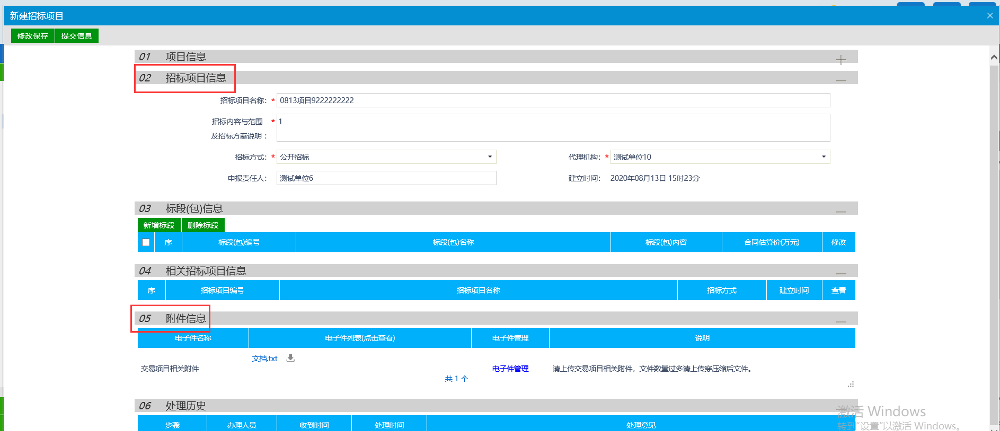 新建招标项目
修改保存 提交信息
01 项目信息
02 招标项目信息
招标项目名称： * 0813项目9222222222
招标内容与范围 * 1
及招标方案说明：
招标方式： * 公开招标 代理机构： * 测试单位10
申报责任人： 测试单位6 建立时间： 2020年08月13日 15时23分
03 标段(包)信息
新增标段 删除标段
序 标段(包)编号 标段(包)名称 标段(包)内容 合同估算价(万元) 修改
04 相关招标项目信息
序 招标项目编号 招标项目名称 招标方式 建立时间 查看
05 附件信息
电子件名称 电子件列表(点击查看) 电子件管理 说明
文档.txt
交易项目相关附件 电子件管理 请上传交易项目相关附件，文件数量过多请上传穿压缩后文件。
共 1 个
06 处理历史
步骤 办理人员 收到时间 处理时间 处理意见
激活 Windows
转到“设置”以激活 Windows。